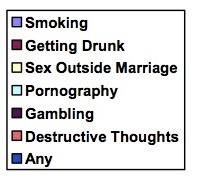 Smoking
Getting Drunk
Sex Outside Marriage
Pornography
Gambling
Destructive Thoughts
Any